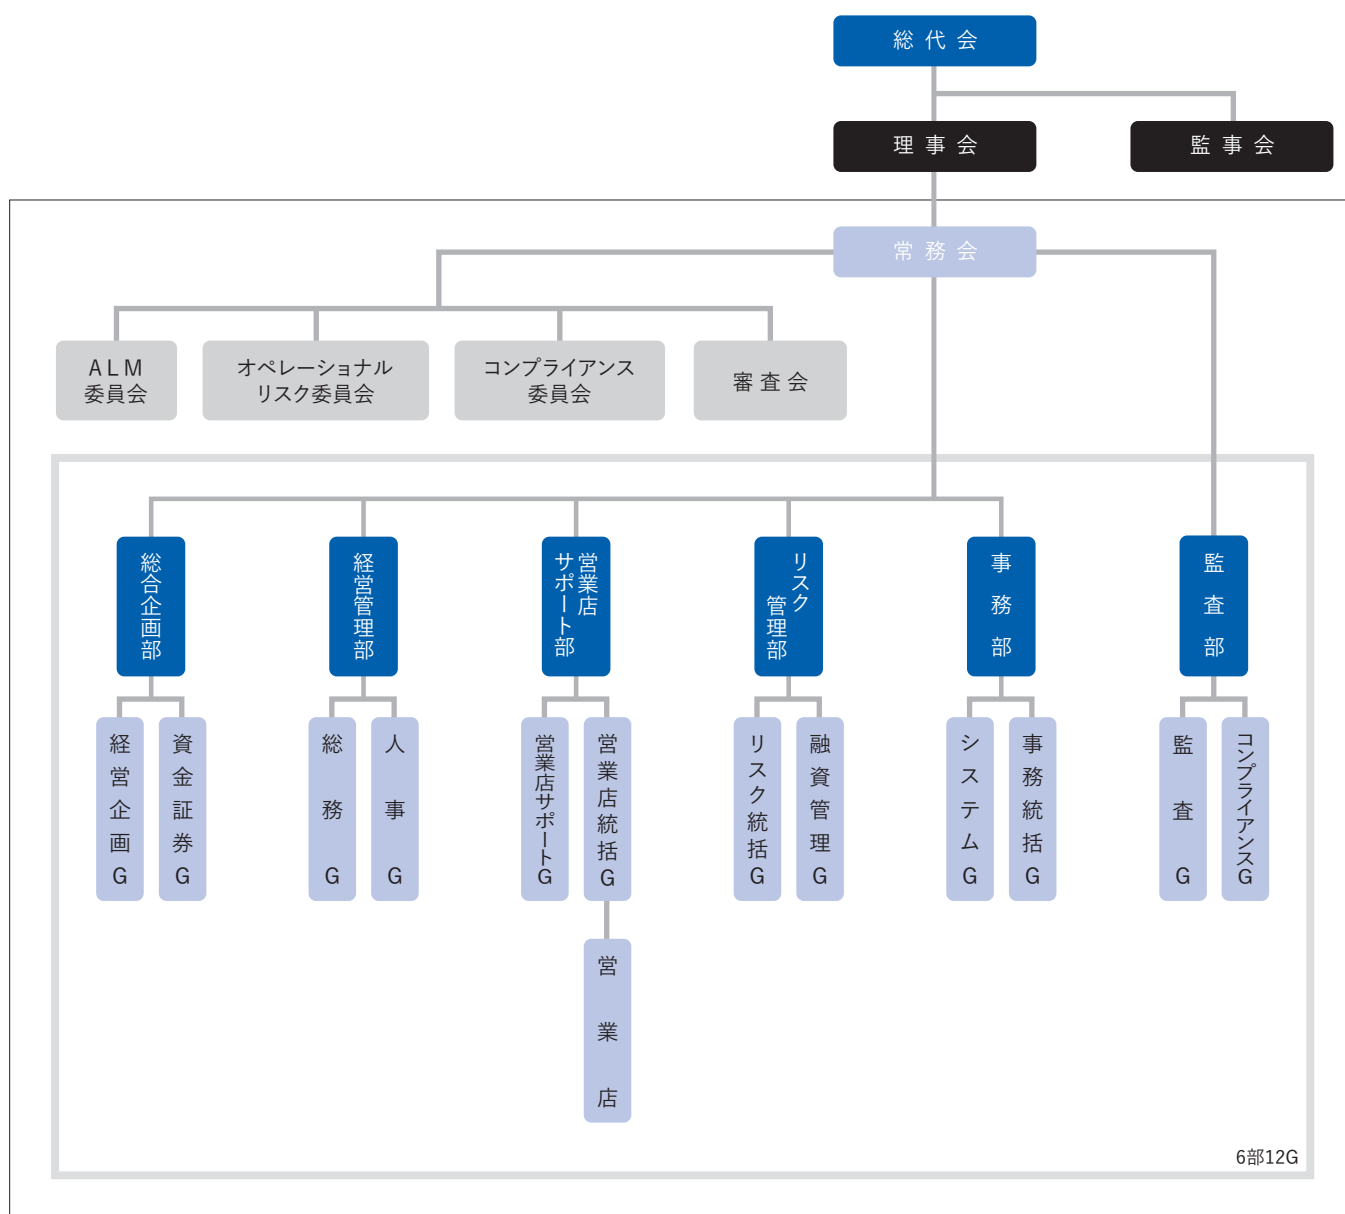 総代会
理事会
監事会
常務会
ALM
委員会
オペレーショナル
リスク委員会
コンプライアンス
委員会
審査会
総合企画部
経営管理部
営業店
サポート部
リスク
管理部
事務部
監査部
経営企画G
資金証券G
総務G
人事G
営業店サポートG
営業店統括G
リスク統括G
融資管理G
システムG
事務統括G
監査G
コンプライアンスG
営業店
6部12G